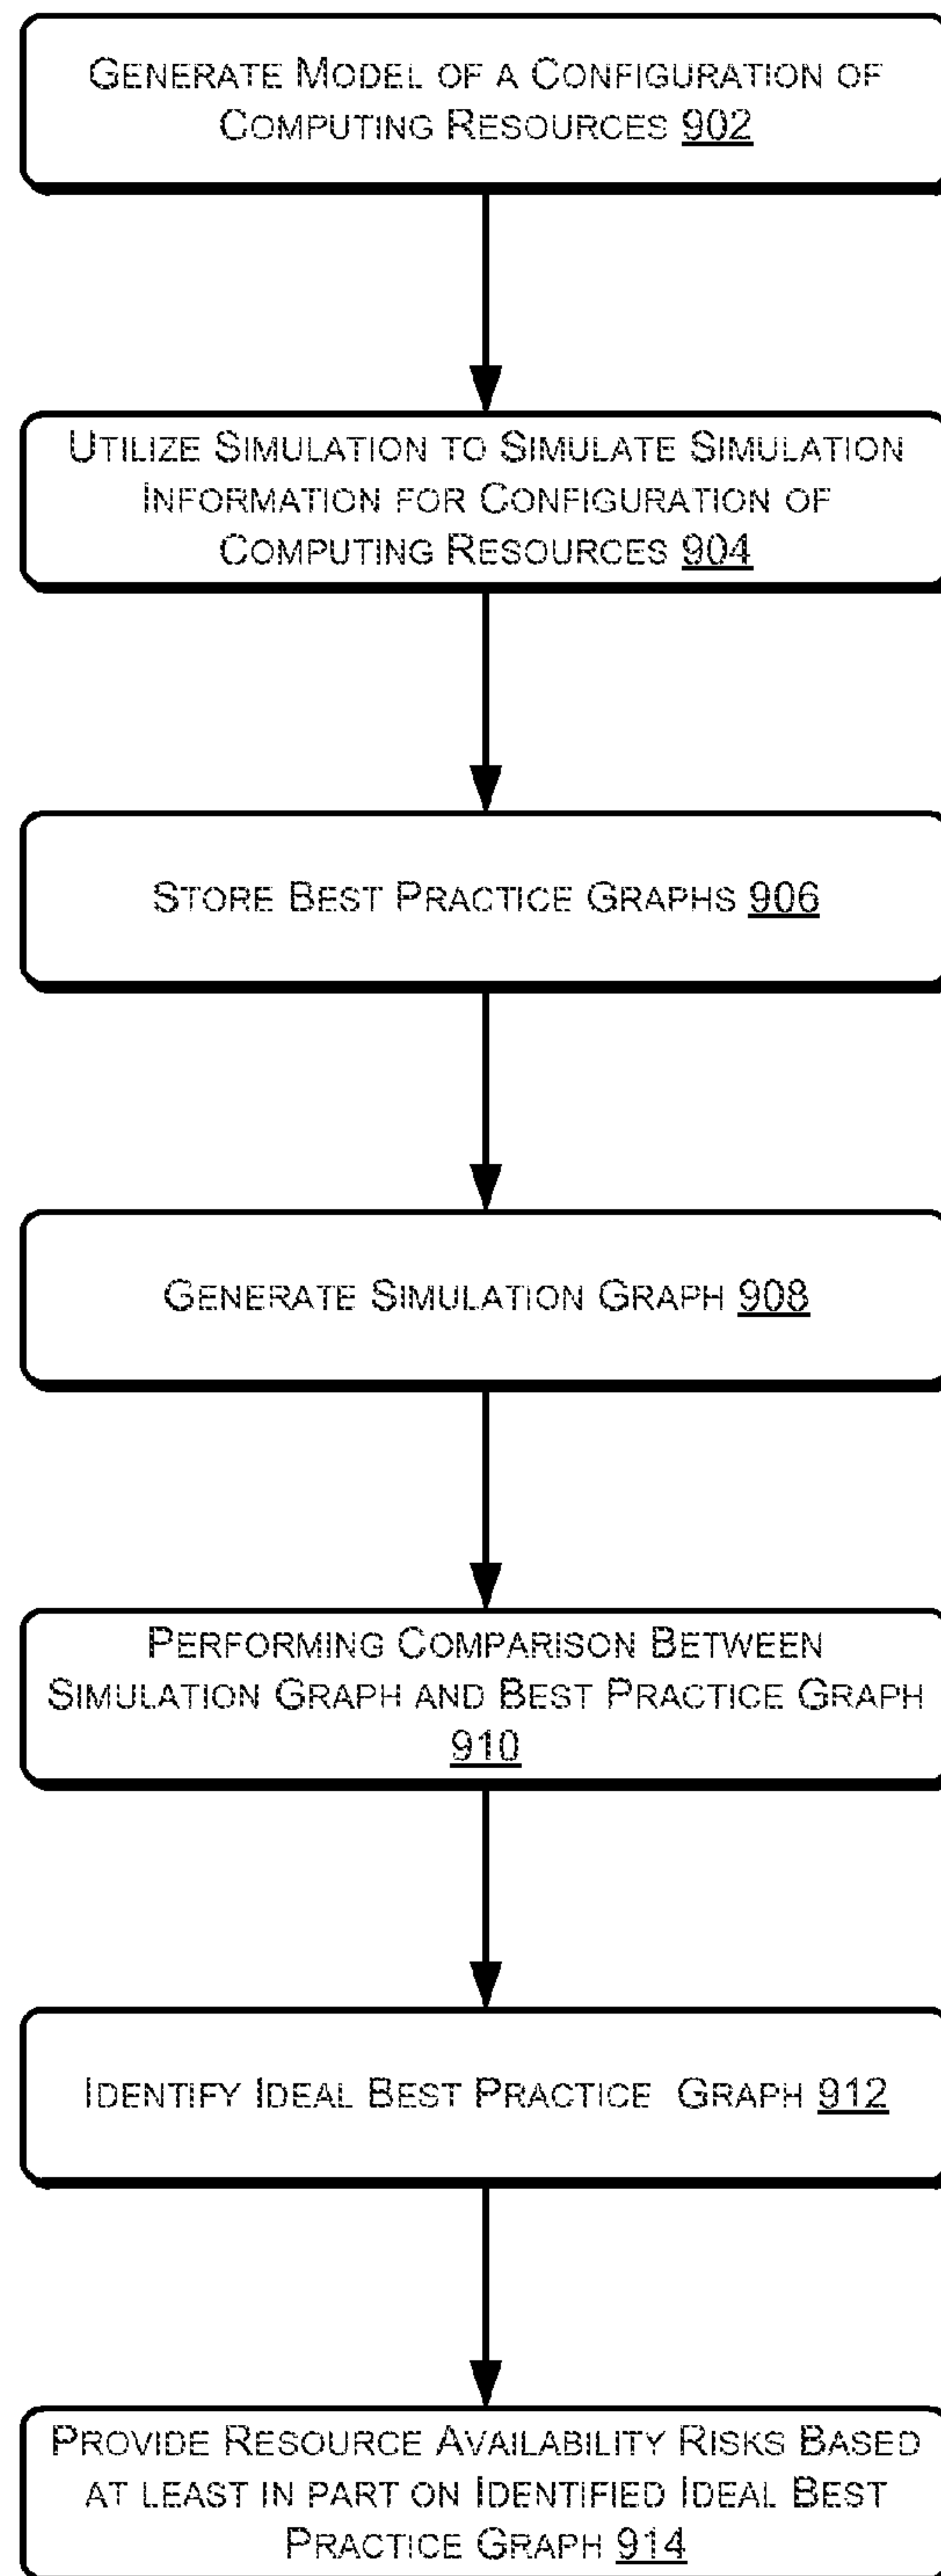 GENERATE MODEL OF A CONFIGURATION OF
COMPUTING RESOURCES 902
UTILIZE SIMULATION TO SIMULATE SIMULATION
INFORMATION FOR CONFIGURATION OF
COMPUTING RESOURCES 904
STORE BEST PRACTICE GRAPHS 906
GENERATE SIMULATION GRAPH 908
PERFORMING COMPARISON BETWEEN
SIMULATION GRAPH AND BEST PRACTICE GRAPH
910
IDENTIFY IDEAL BEST PRACTICE GRAPH 912
PROVIDE RESOURCE AVAILABILITY RISKS BASED
AT LEAST IN PART ON IDENTIFIED IDEAL BEST
PRACTICE GRAPH 914